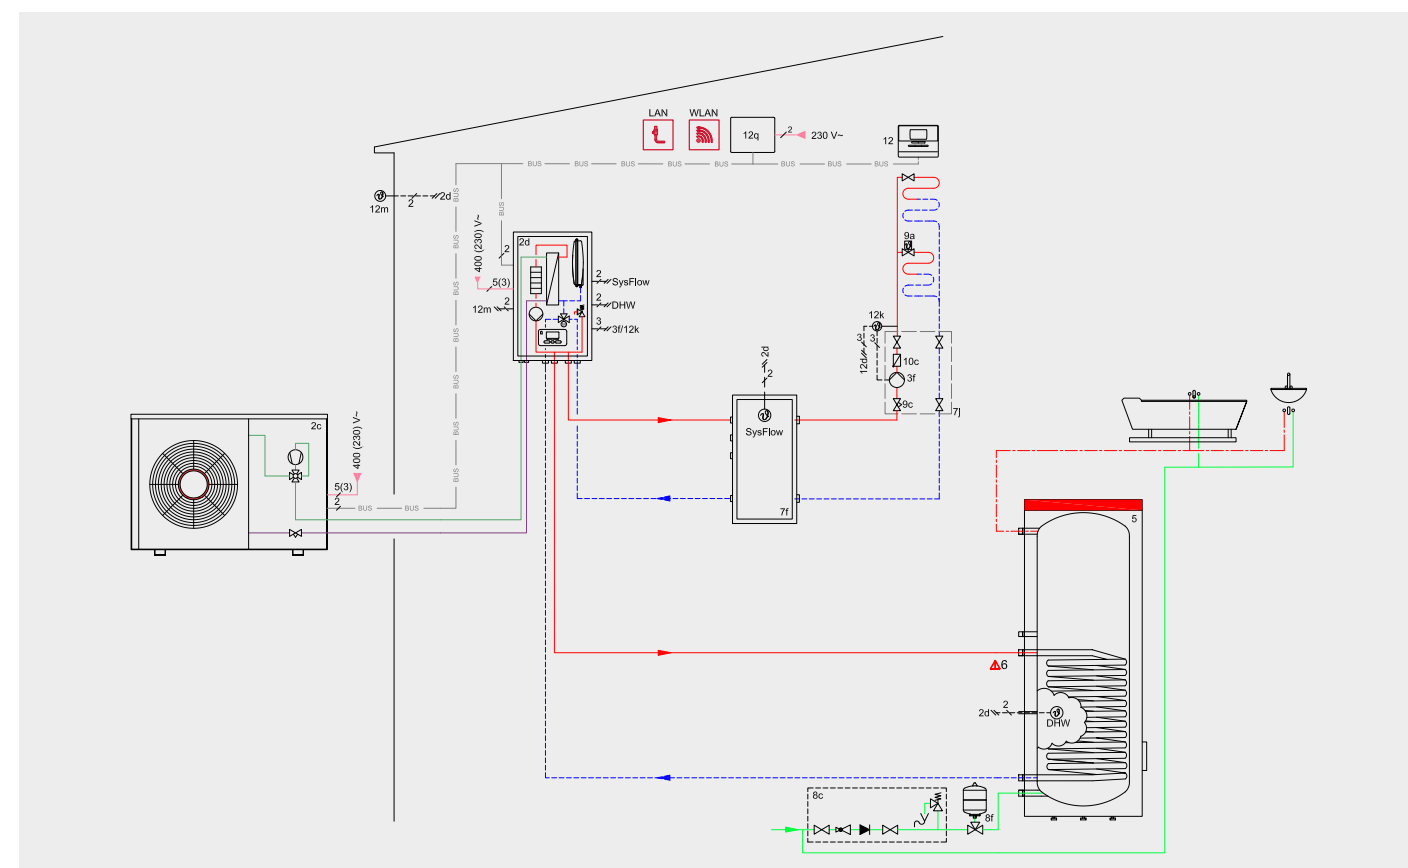 LAN
WLAN
12q
2
230 V~
12
BUS BUS BUS BUS BUS BUS BUS BUS
12m
2
2d
BUS
BUS
BUS
BUS
BUS
BUS
BUS
BUS
400 (230) V~
2
5(3)
12m
2
2d
2
SysFlow
2
DHW
3
3f/12k
9a
12k
3
3
12d
10c
3f
9c
7j
2d
2
SysFlow
7f
2c
400 (230) V~
5(3)
2
BUS BUS
5
6
2d
2
DHW
8c
8f